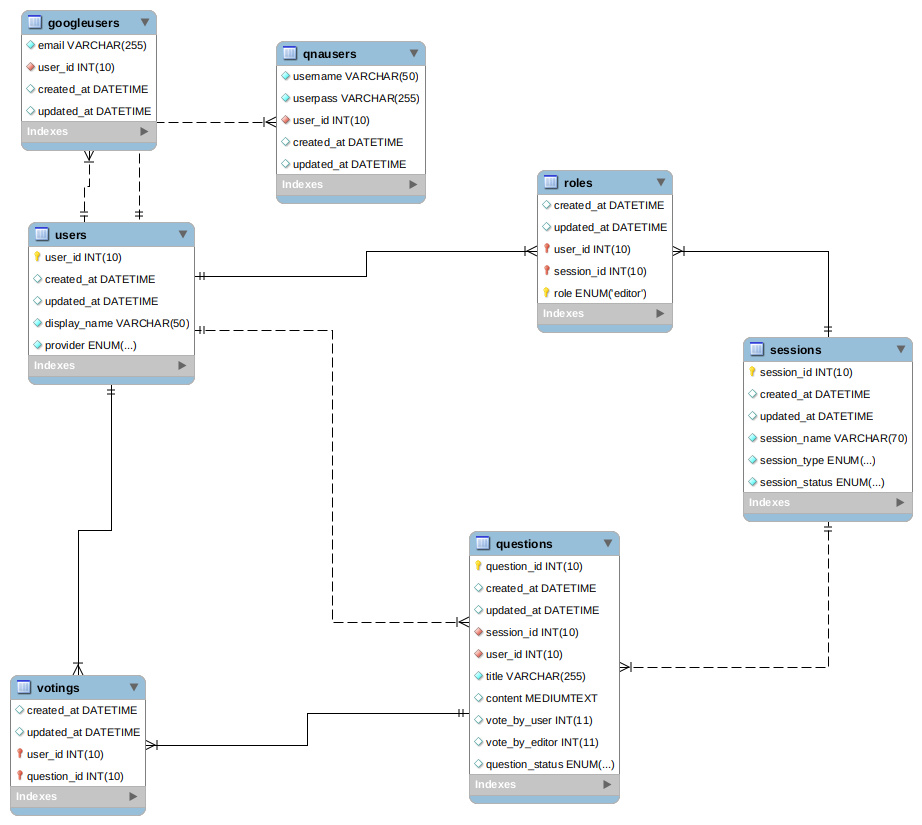 googleusers
email VARCHAR(255)
user_id INT(10)
created_at DATETIME
updated_at DATETIME
Indexes
qnausers
username VARCHAR(50)
userpass VARCHAR(255)
user_id INT(10)
created_at DATETIME
updated_at DATETIME
Indexes
roles
created_at DATETIME
updated_at DATETIME
user_id INT(10)
session_id INT(10)
role ENUM('editor')
Indexes
users
user_id INT(10)
created_at DATETIME
updated_at DATETIME
display_name VARCHAR(50)
provider ENUM(...)
Indexes
sessions
session_id INT(10)
created_at DATETIME
updated_at DATETIME
session_name VARCHAR(70)
session_type ENUM(...)
session_status ENUM(...)
Indexes
questions
question_id INT(10)
created_at DATETIME
updated_at DATETIME
session_id INT(10)
user_id INT(10)
title VARCHAR(255)
content MEDIUMTEXT
vote_by_user INT(11)
vote_by_editor INT(11)
question_status ENUM(...)
Indexes
votings
created_at DATETIME
updated_at DATETIME
user_id INT(10)
question_id INT(10)
Indexes